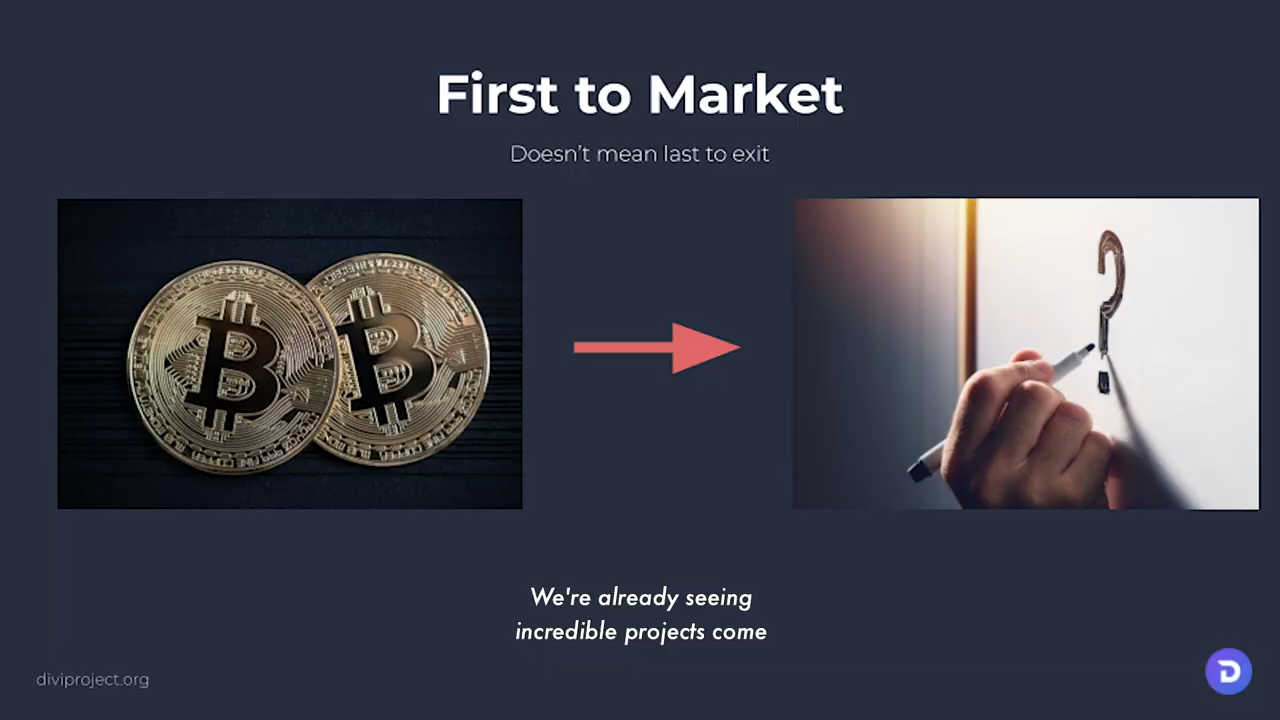 First to Market
Doesn't mean last to exit
We're already seeing
incredible projects come
diviproject.org